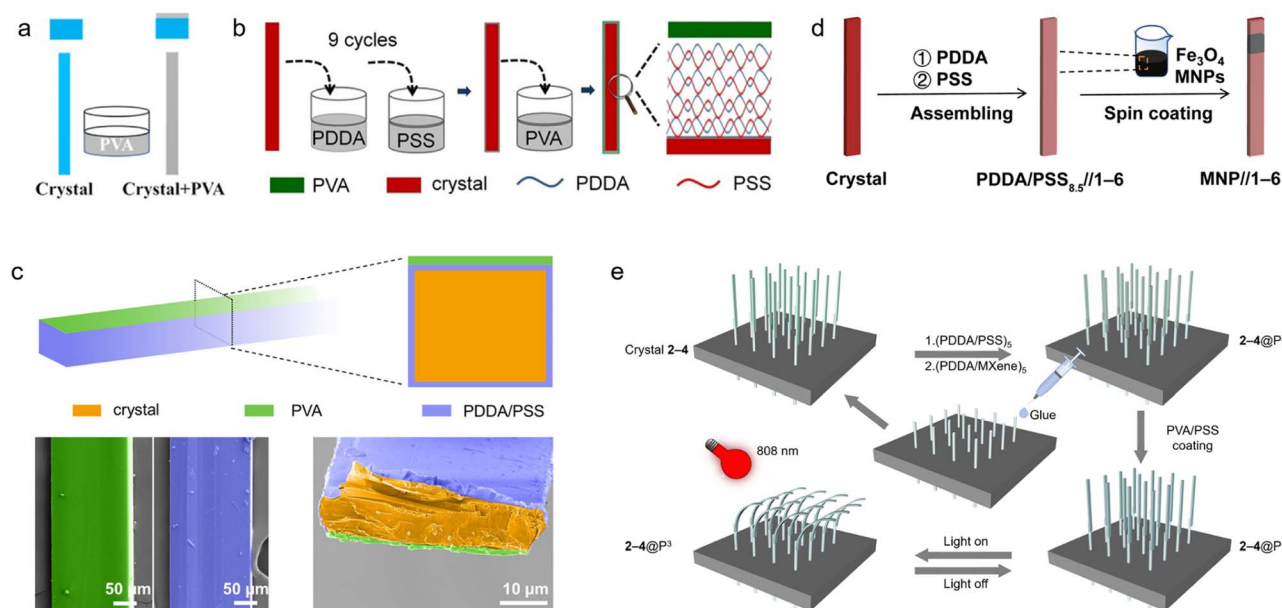 a
PVA
Crystal
Crystal+PVA
b
9 cycles
PDDA
PSS
PVA
PVA
crystal
PDDA
PSS
d
① PDDA
② PSS
Assembling
Fe₃O₄
MNPs
Spin coating
Crystal
PDDA/PSS₈.₅//1–6
MNP//1–6
c
crystal
PVA
PDDA/PSS
50 μm
50 μm
10 μm
e
Crystal 2–4
1.(PDDA/PSS)₅
2.(PDDA/MXene)₅
2–4@P
Glue
808 nm
PVA/PSS
coating
2–4@P³
Light on
Light off
2–4@P